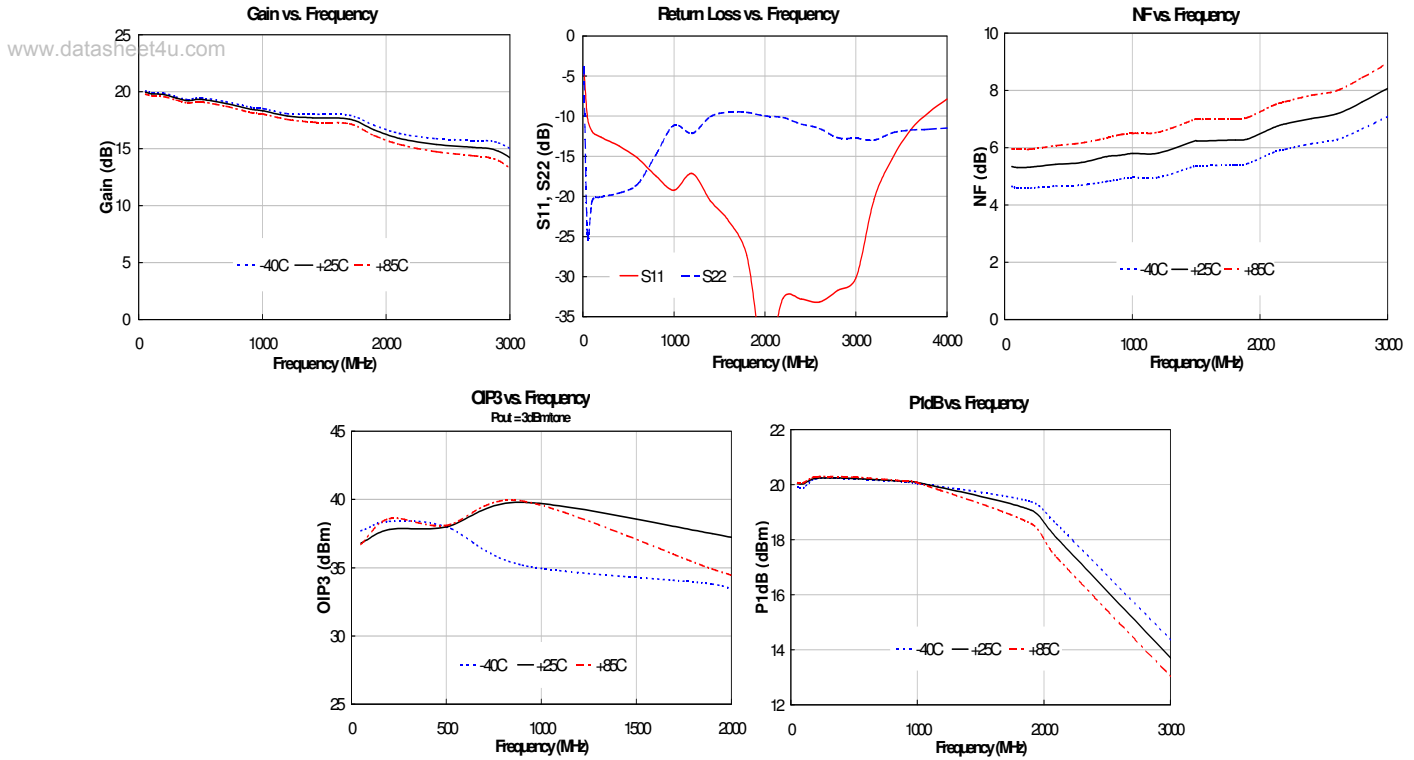 Gain vs. Frequency
www.datasheet4u.com
25
20
15
10
5
0
Gain (dB)
-40C +25C +85C
0 1000 2000 3000
Frequency (MHz)
Return Loss vs. Frequency
0
-5
-10
-15
-20
-25
-30
-35
S11, S22 (dB)
S11 S22
0 1000 2000 3000 4000
Frequency (MHz)
NF vs. Frequency
10
8
6
4
2
0
NF (dB)
-40C +25C +85C
0 1000 2000 3000
Frequency (MHz)
OIP3 vs. Frequency
Pout = 3dBm/tone
45
40
35
30
25
OIP3 (dBm)
-40C +25C +85C
0 500 1000 1500 2000
Frequency (MHz)
P1dB vs. Frequency
22
20
18
16
14
12
P1dB (dBm)
-40C +25C +85C
0 1000 2000 3000
Frequency (MHz)